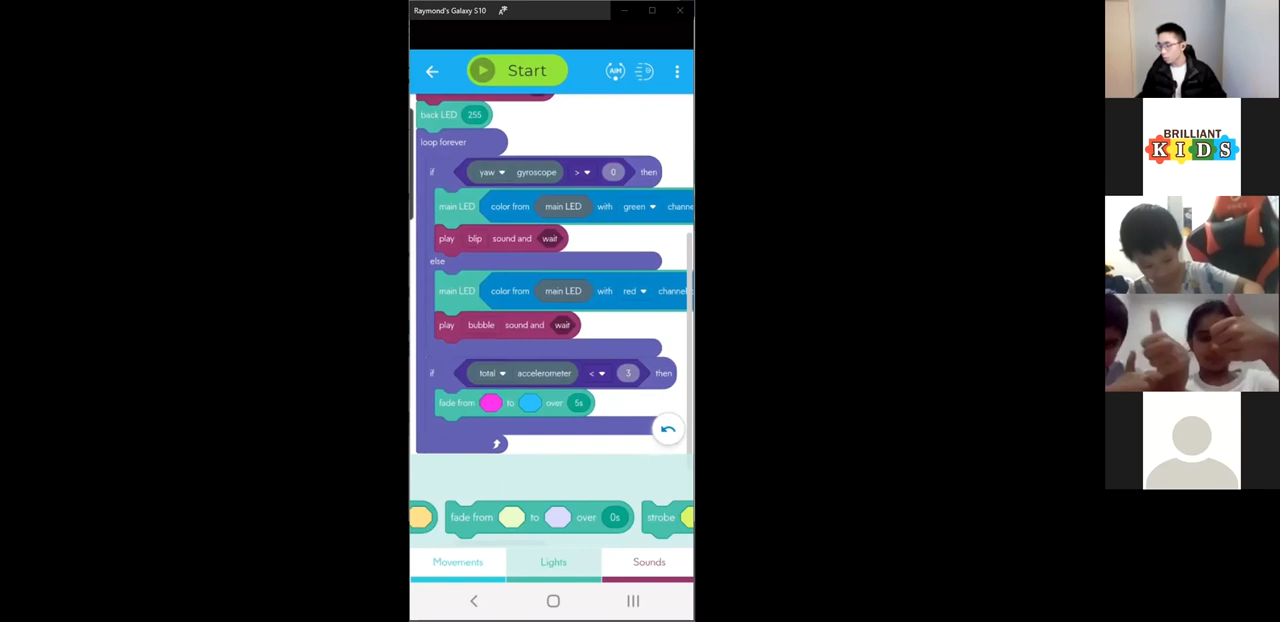 Raymond's Galaxy S10
Start
AIM
back LED 255
loop forever
if yaw gyroscope > 0 then
main LED color from main LED with green channe
play blip sound and wait
else
main LED color from main LED with red channel
play bubble sound and wait
if total accelerometer < 3 then
fade from to over 5s
fade from to over 0s strobe
Movements Lights Sounds
BRILLIANT
KIDS